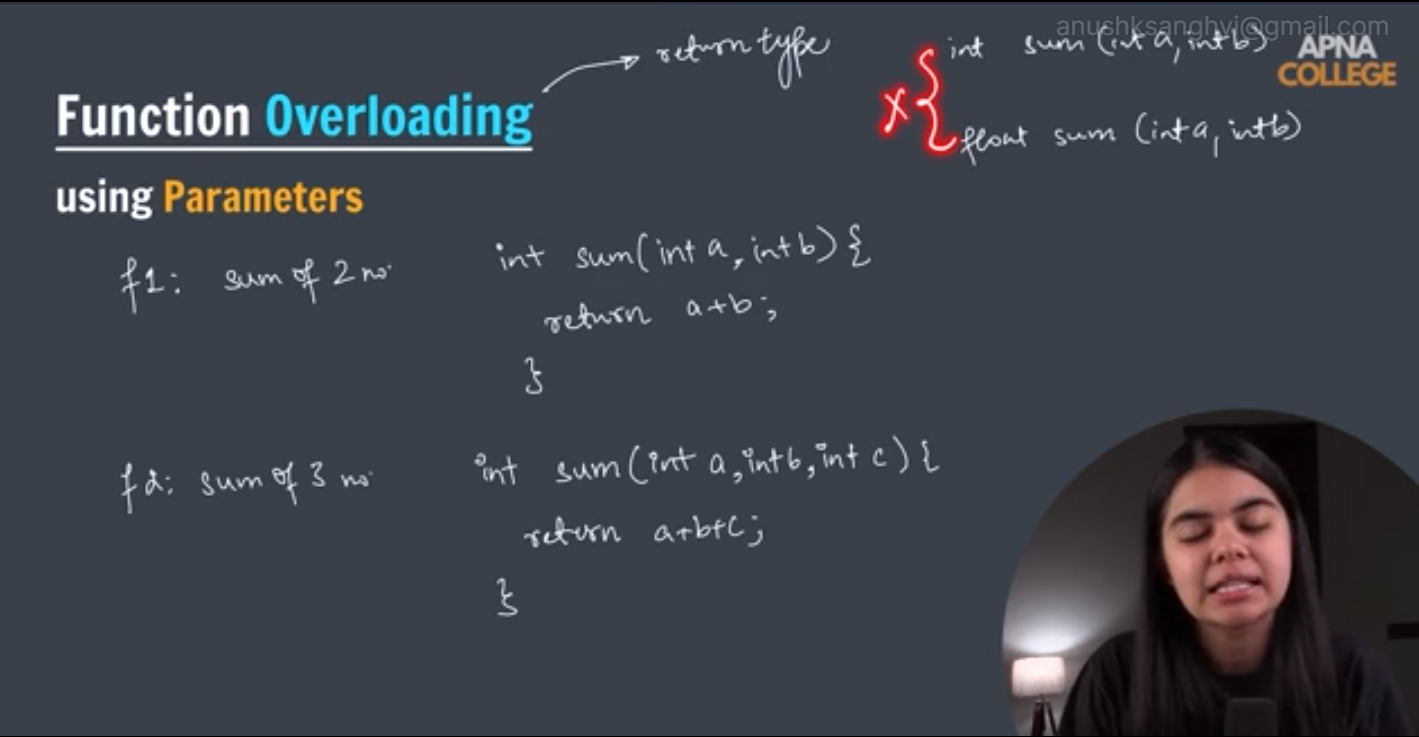 anushksanghvi@gmail.com
APNA
COLLEGE
return type
int sum (int a, int b)
X {
float sum (int a, int b)
Function Overloading
using Parameters
f1: sum of 2 no.
int sum(int a, int b) {
return a+b;
}
f2: sum of 3 no.
int sum(int a, int b, int c) {
return a+b+c;
}